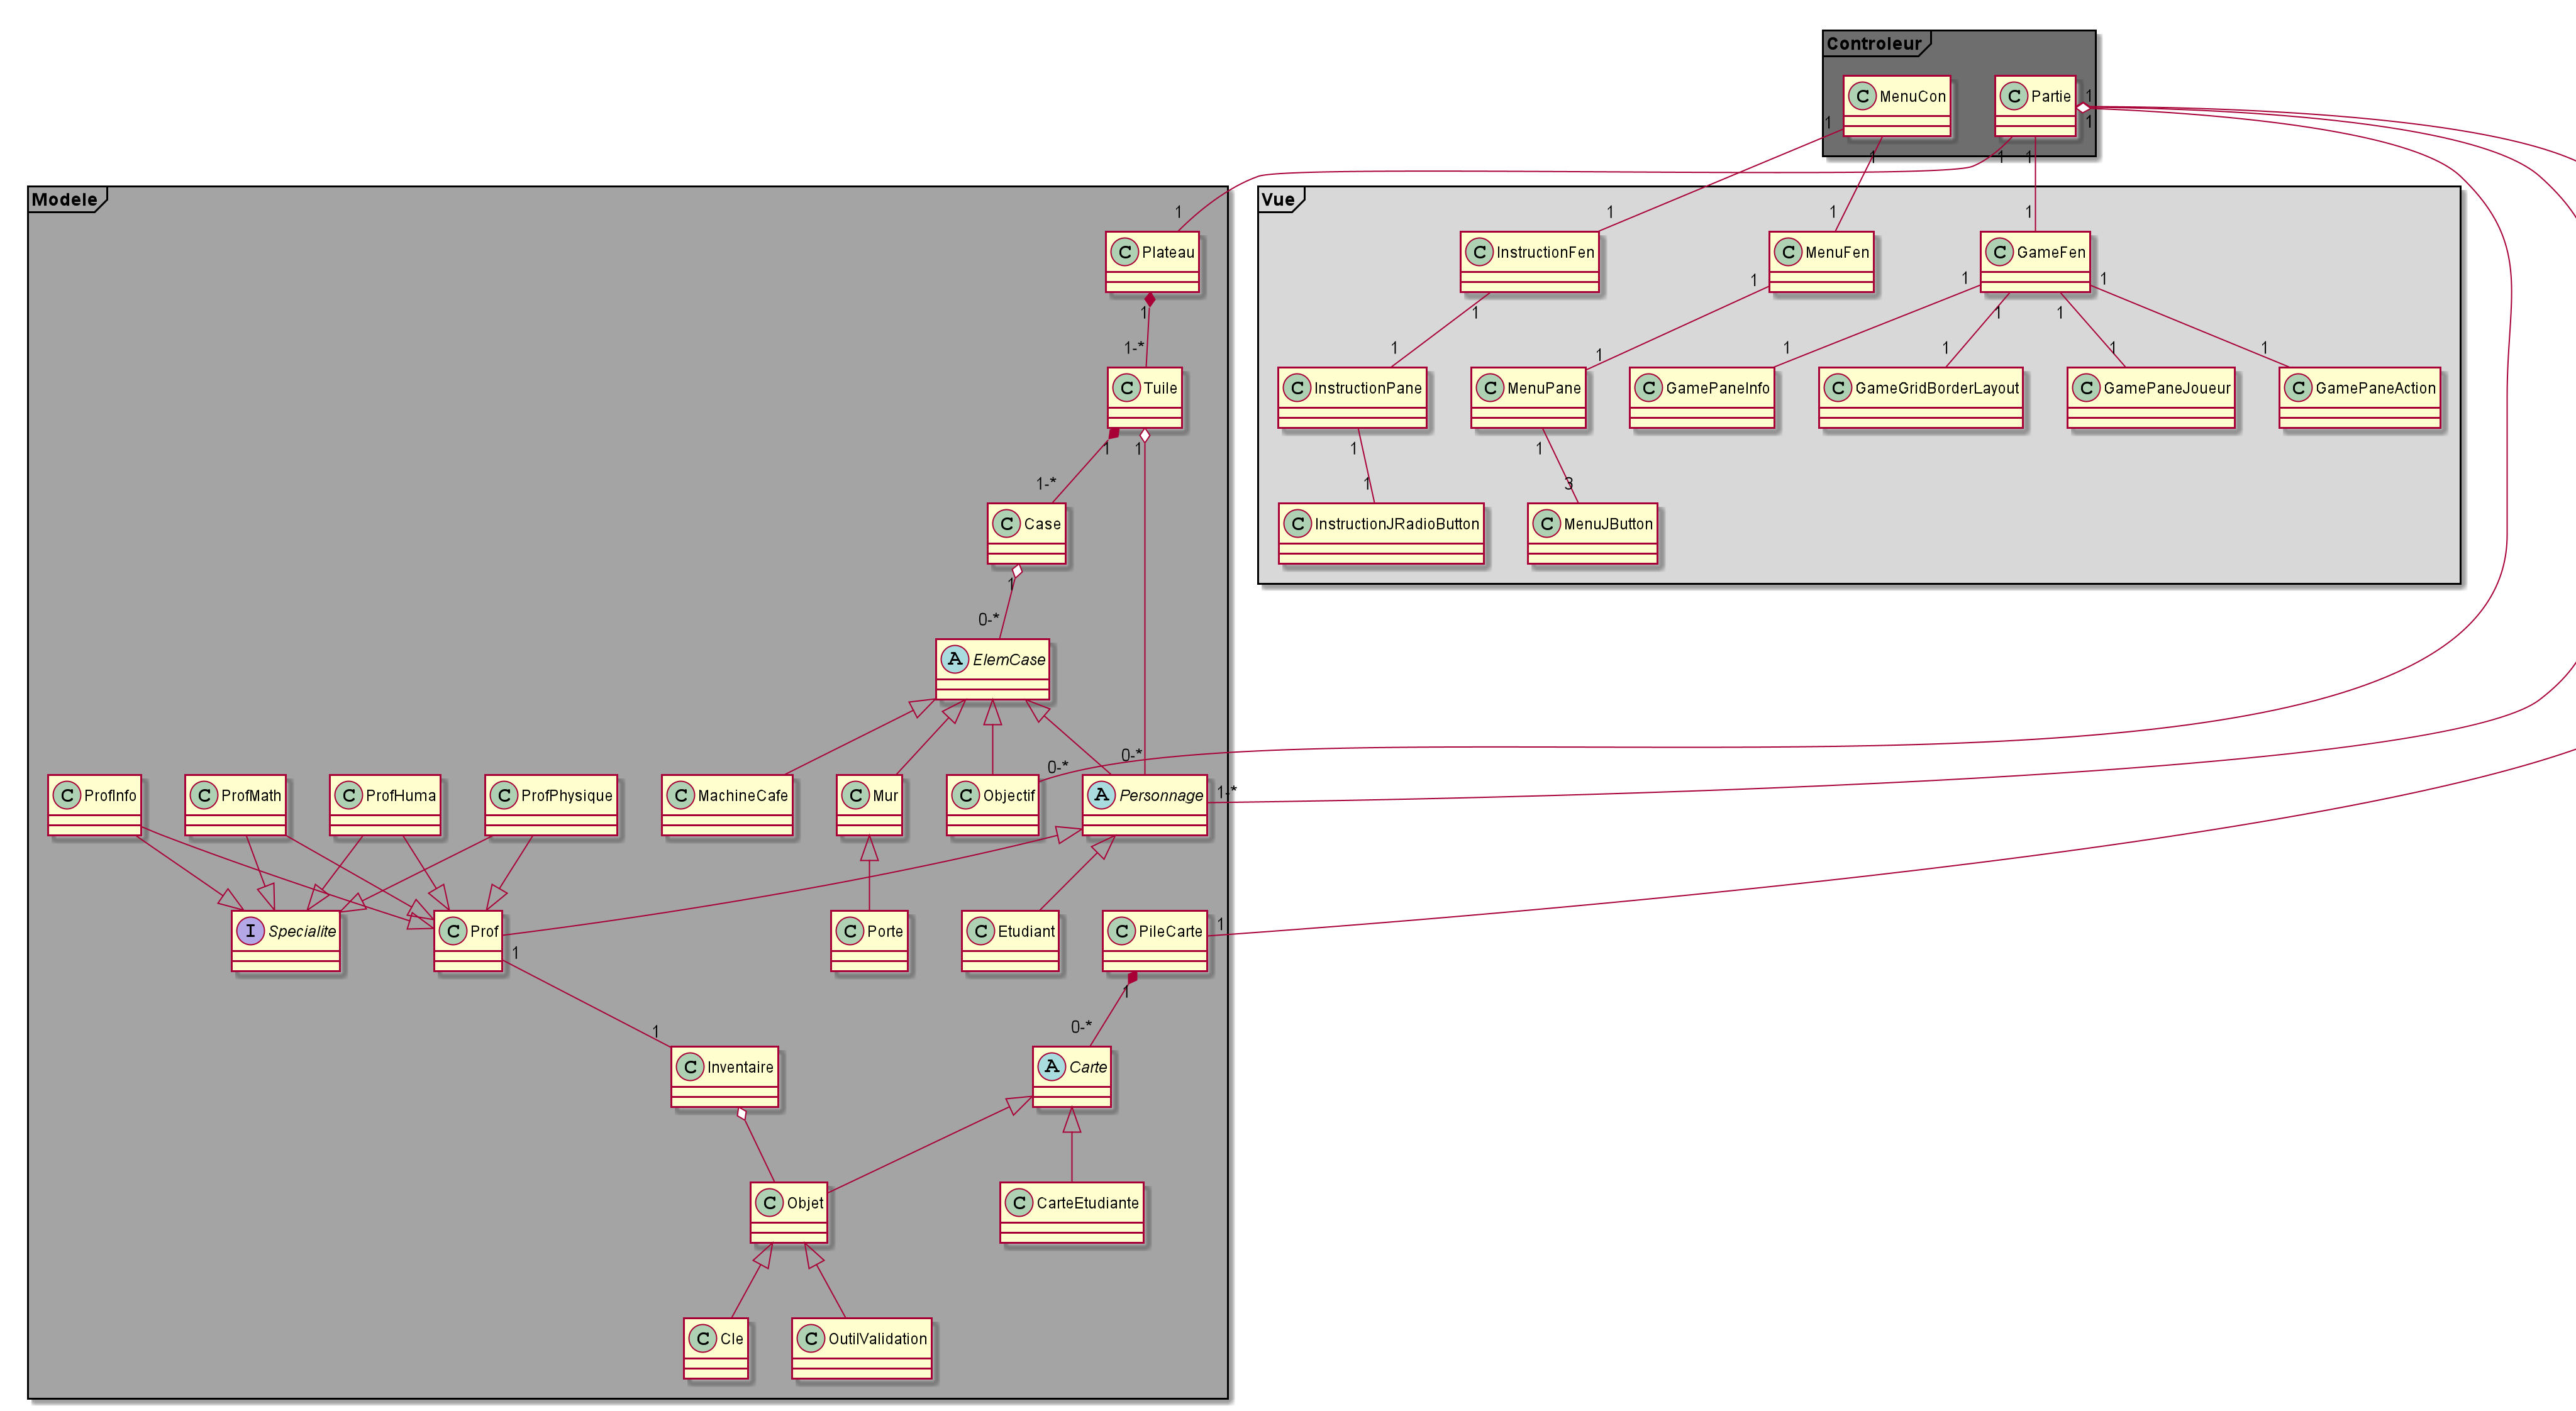 Controleur
C MenuCon
C Partie
1
1
1
1
1
1
Modele
Vue
1
1
1
1
C Plateau
C InstructionFen
C MenuFen
C GameFen
1
1
1
1
1
1
1
1-*
1
1
1
1
1
1
C Tuile
C InstructionPane
C MenuPane
C GamePaneInfo
C GameGridBorderLayout
C GamePaneJoueur
C GamePaneAction
1
1
1
1
1-*
1
3
C Case
C InstructionJRadioButton
C MenuJButton
1
0-*
A ElemCase
0-*
0-*
C ProfInfo
C ProfMath
C ProfHuma
C ProfPhysique
C MachineCafe
C Mur
C Objectif
A Personnage
1-*
I Specialite
C Prof
C Porte
C Etudiant
C PileCarte
1
1
1
1
0-*
C Inventaire
A Carte
C Objet
C CarteEtudiante
C Cle
C OutilValidation